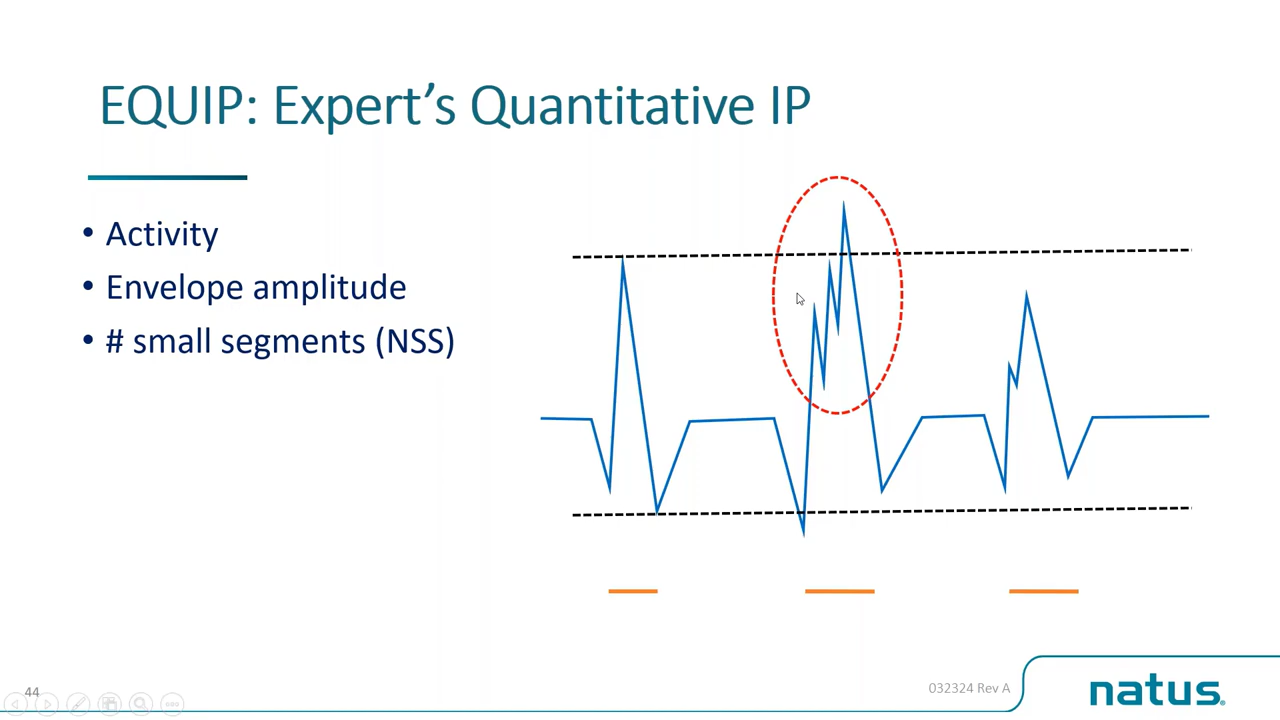 EQUIP: Expert’s Quantitative IP
• Activity
• Envelope amplitude
• # small segments (NSS)
44
032324 Rev A
natus.